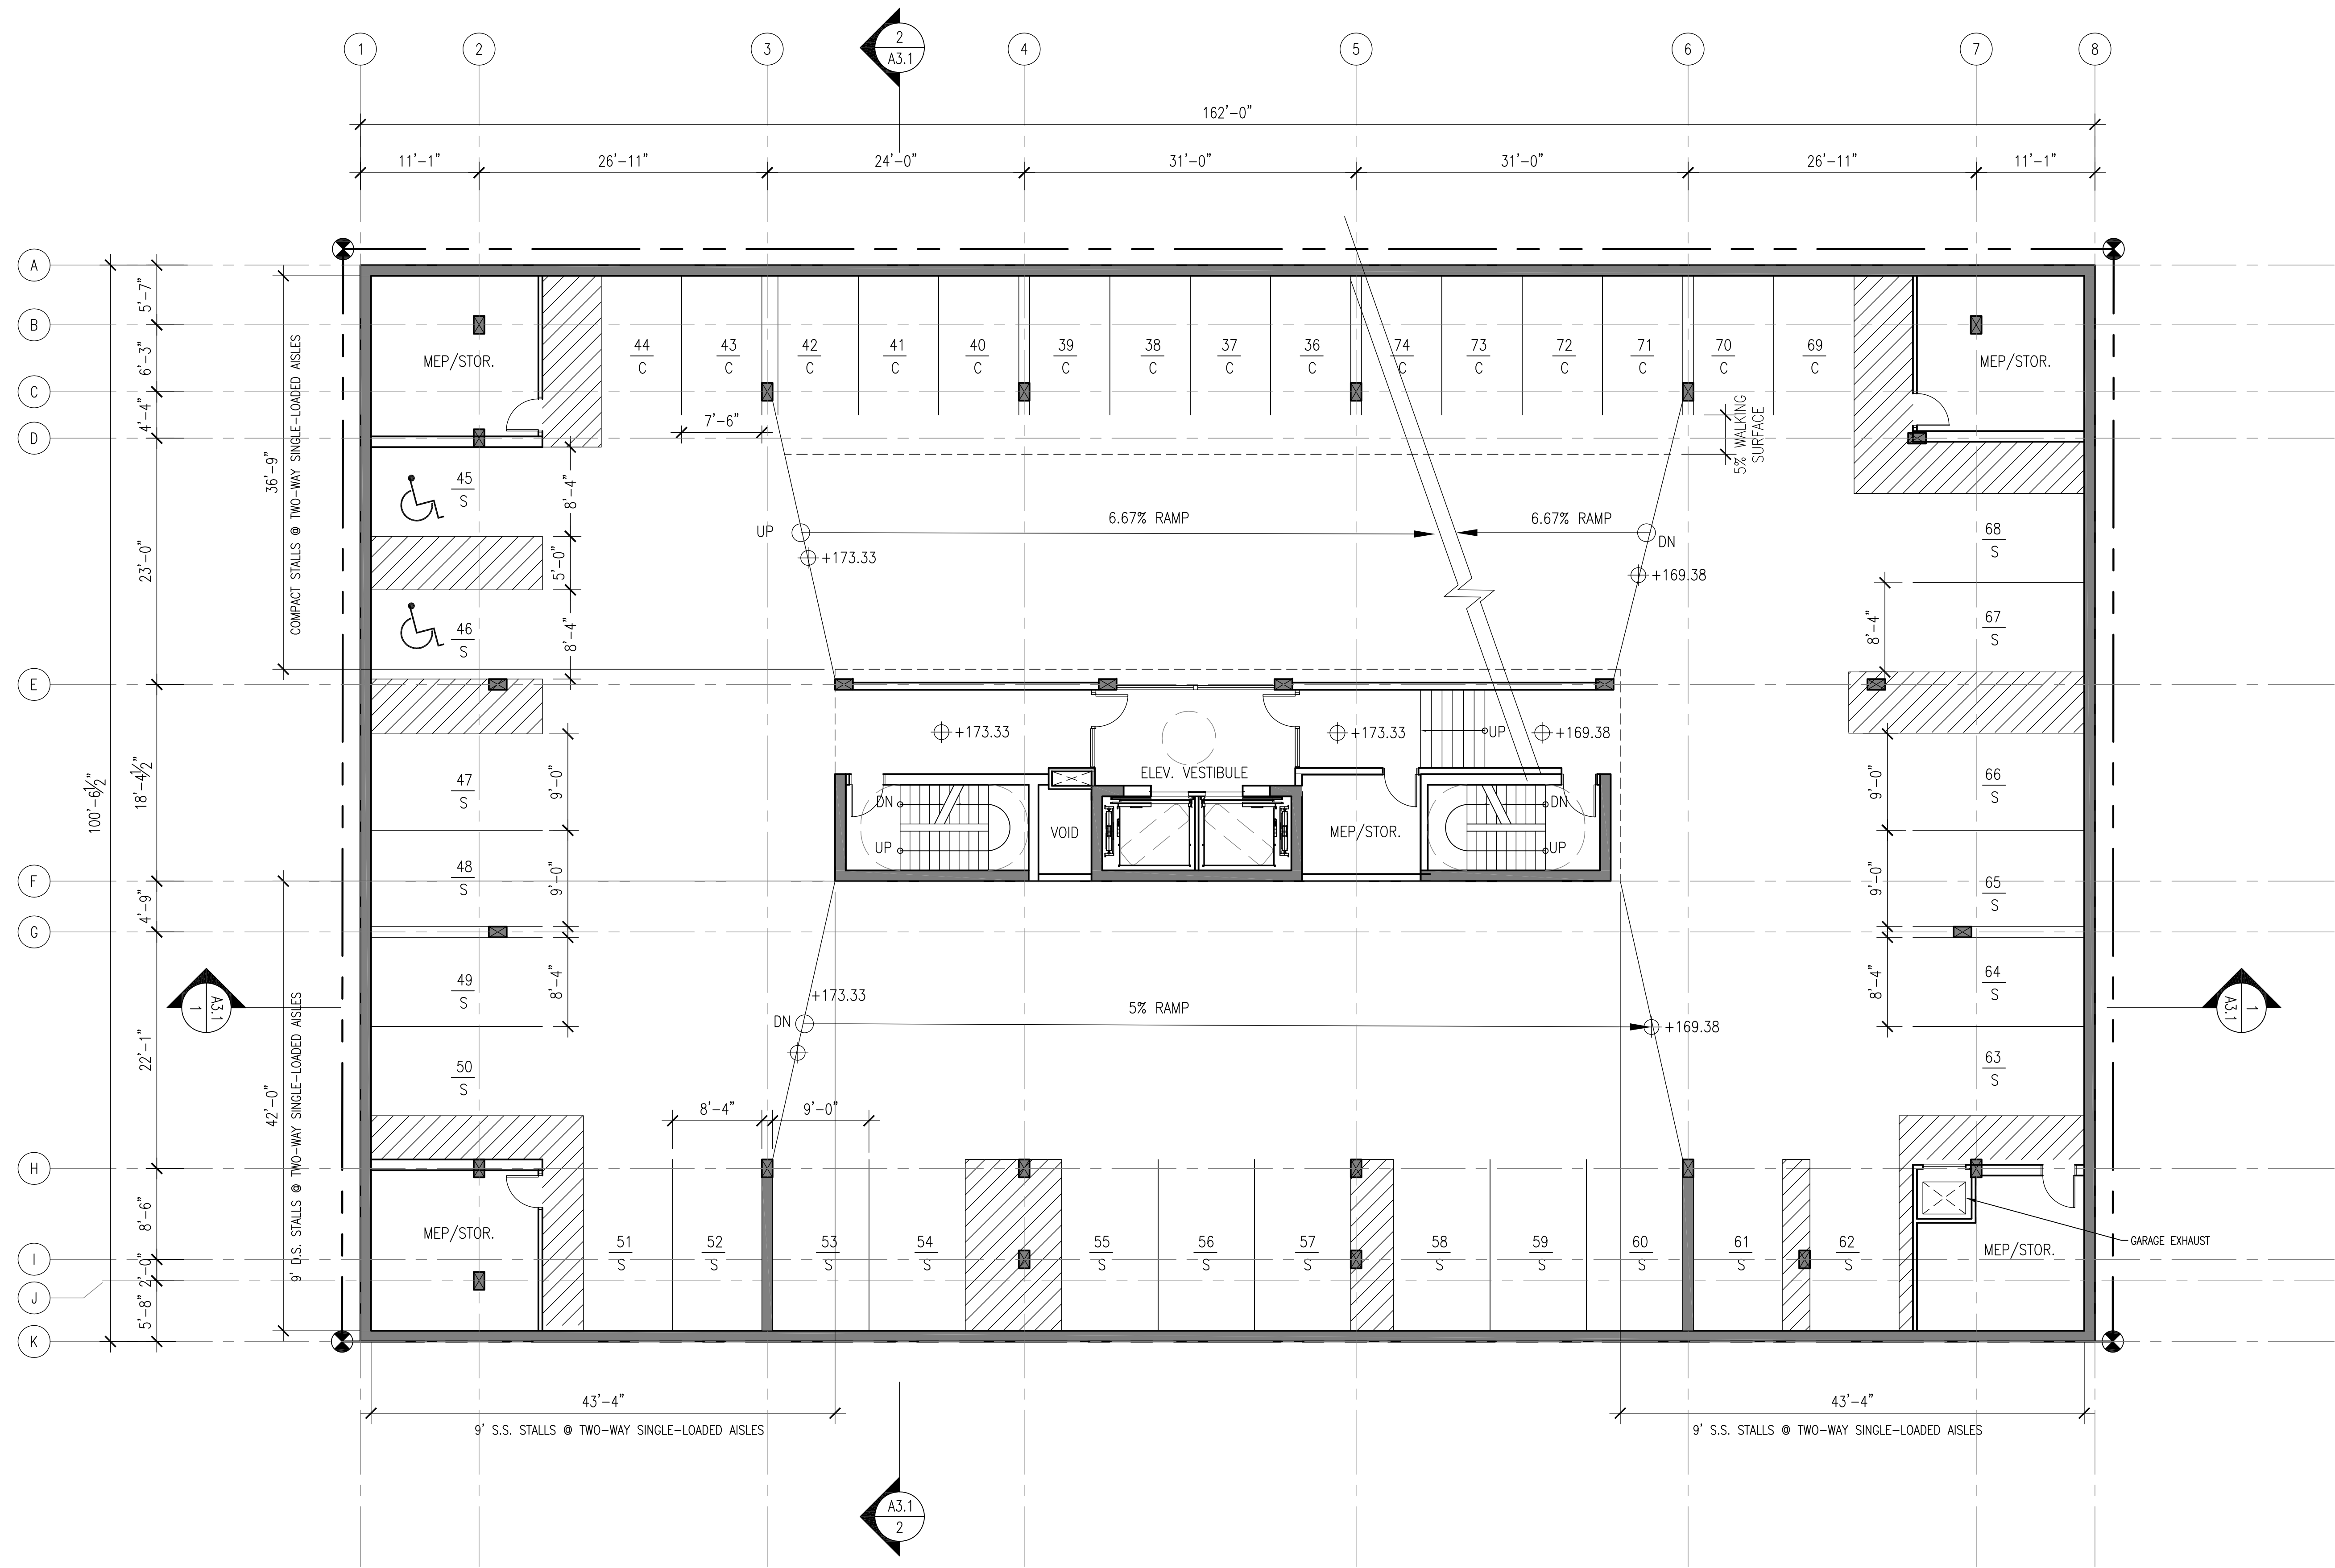 1
2
3
2
A3.1
4
5
6
7
8
162'-0"
11'-1"
26'-11"
24'-0"
31'-0"
31'-0"
26'-11"
11'-1"
A
B
C
D
E
F
G
H
I
J
K
100'-6½"
5'-7"
6'-3"
4'-4"
23'-0"
18'-4½"
4'-9"
22'-1"
8'-6"
2'-0"
5'-8"
36'-9"
COMPACT STALLS @ TWO-WAY SINGLE-LOADED AISLES
42'-0"
9' D.S. STALLS @ TWO-WAY SINGLE-LOADED AISLES
MEP/STOR.
44
C
43
C
42
C
41
C
40
C
39
C
38
C
37
C
36
C
74
C
73
C
72
C
71
C
70
C
69
C
MEP/STOR.
7'-6"
5% WALKING
SURFACE
45
S
8'-4"
5'-0"
46
S
8'-4"
UP
6.67% RAMP
6.67% RAMP
DN
+173.33
+169.38
68
S
67
S
8'-4"
+173.33
+173.33
UP
+169.38
ELEV. VESTIBULE
DN
UP
VOID
MEP/STOR.
DN
UP
47
S
9'-0"
48
S
9'-0"
49
S
8'-4"
50
S
66
S
9'-0"
65
S
9'-0"
64
S
8'-4"
63
S
A3.1
1
1
A3.1
+173.33
DN
5% RAMP
+169.38
8'-4"
9'-0"
MEP/STOR.
51
S
52
S
53
S
54
S
55
S
56
S
57
S
58
S
59
S
60
S
61
S
62
S
MEP/STOR.
GARAGE EXHAUST
43'-4"
9' S.S. STALLS @ TWO-WAY SINGLE-LOADED AISLES
43'-4"
9' S.S. STALLS @ TWO-WAY SINGLE-LOADED AISLES
A3.1
2